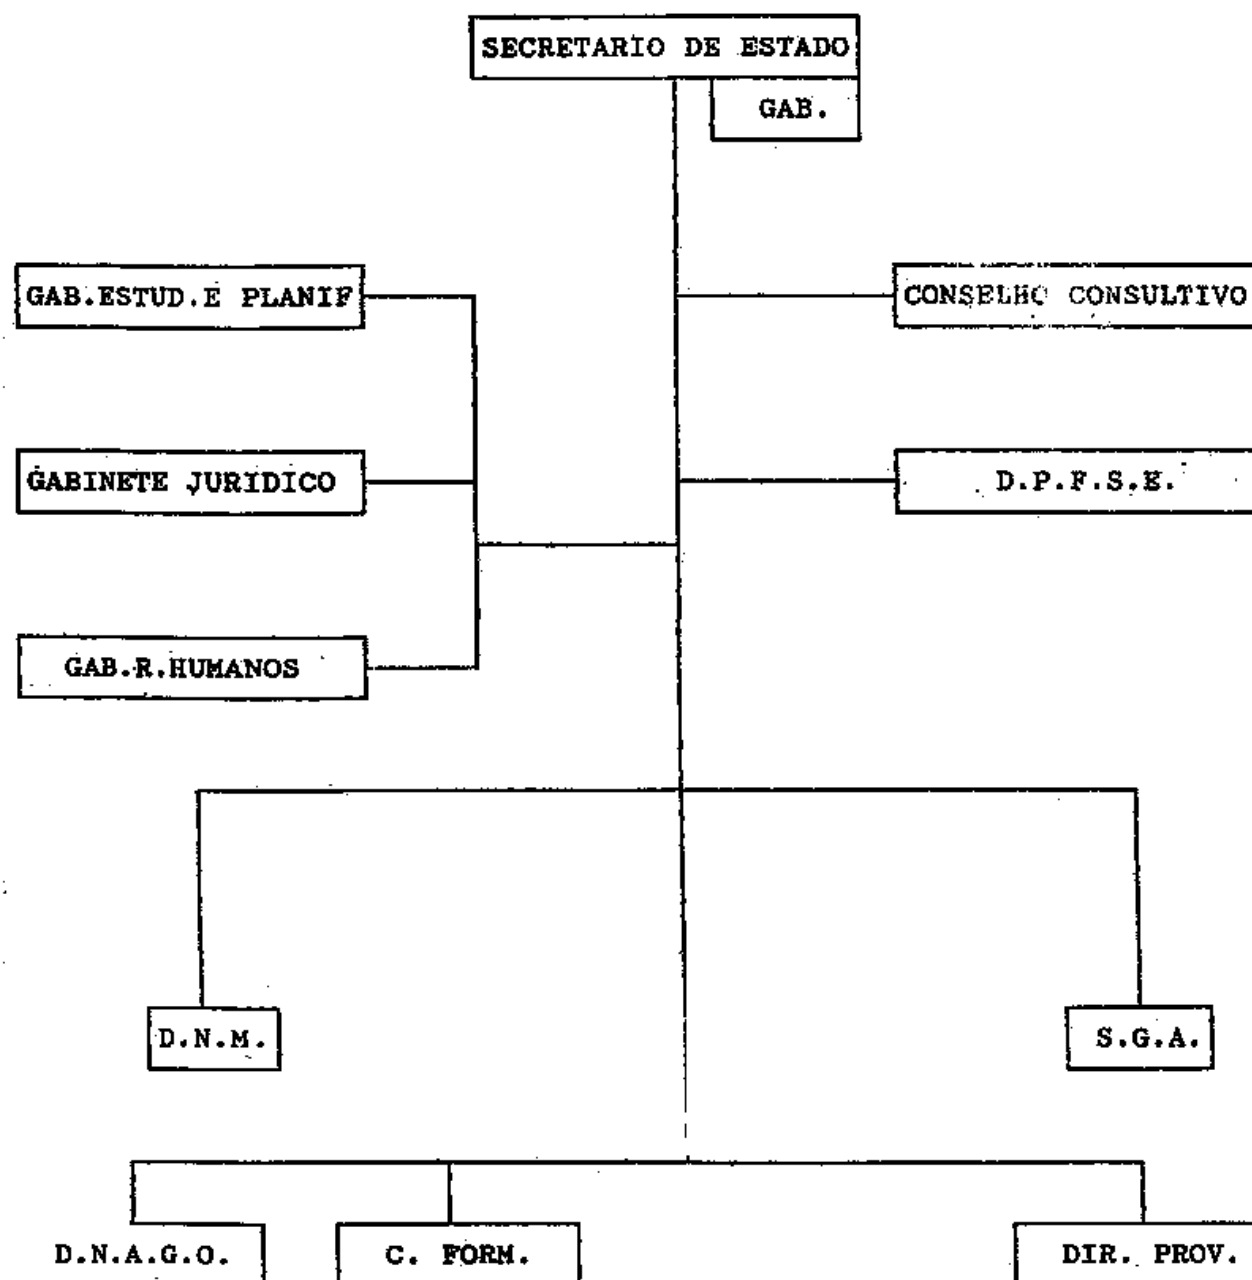 SECRETARIO DE ESTADO
GAB.
GAB.ESTUD.E PLANIF
CONSELHO CONSULTIVO
GABINETE JURIDICO
D.P.F.S.E.
GAB.R.HUMANOS
D.N.M.
S.G.A.
D.N.A.G.O.
C. FORM.
DIR. PROV.